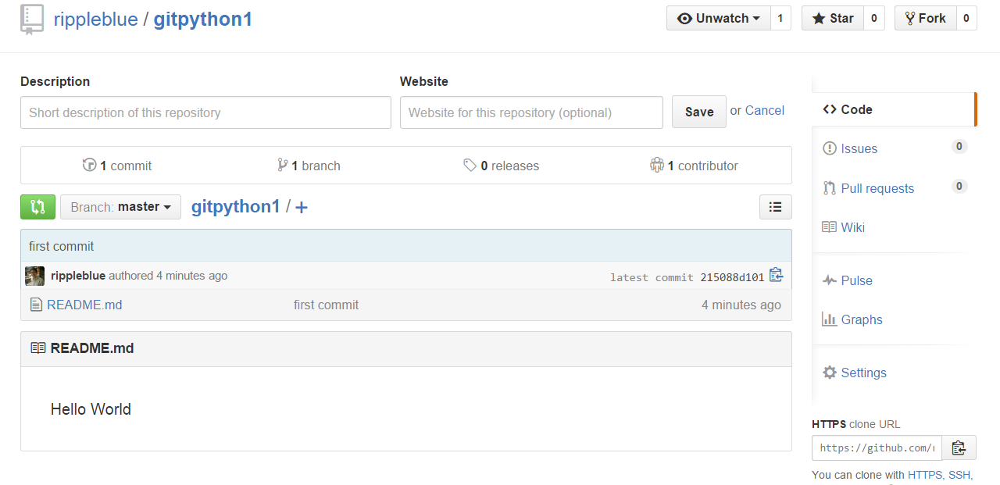 rippleblue / gitpython1
Unwatch 1 Star 0 Fork 0
Description Website
Short description of this repository Website for this repository (optional) Save or Cancel
1 commit 1 branch 0 releases 1 contributor
Branch: master gitpython1 / +
first commit
rippleblue authored 4 minutes ago latest commit 215088d101
README.md first commit 4 minutes ago
README.md
Hello World
Code
Issues 0
Pull requests 0
Wiki
Pulse
Graphs
Settings
HTTPS clone URL
https://github.com/
You can clone with HTTPS, SSH,